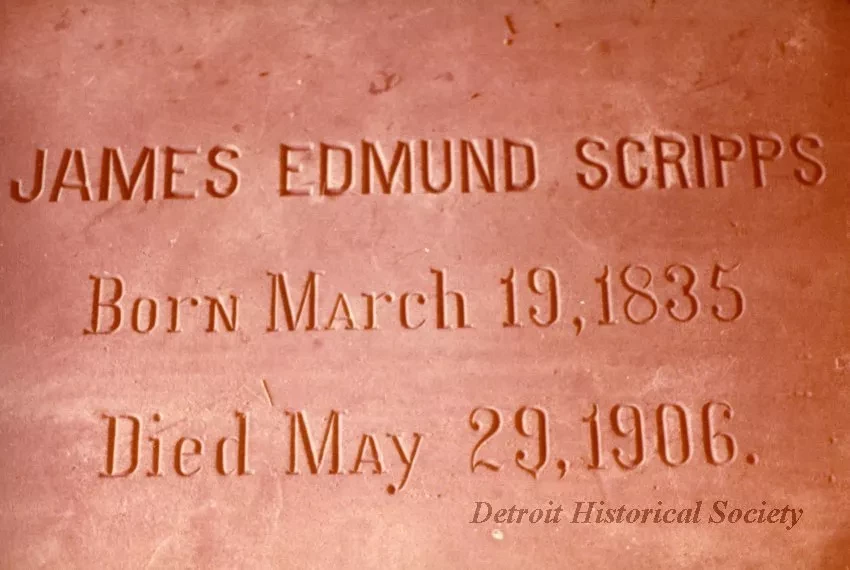 JAMES EDMUND SCRIPPS
Born March 19, 1835
Died May 29, 1906.
Detroit Historical Society